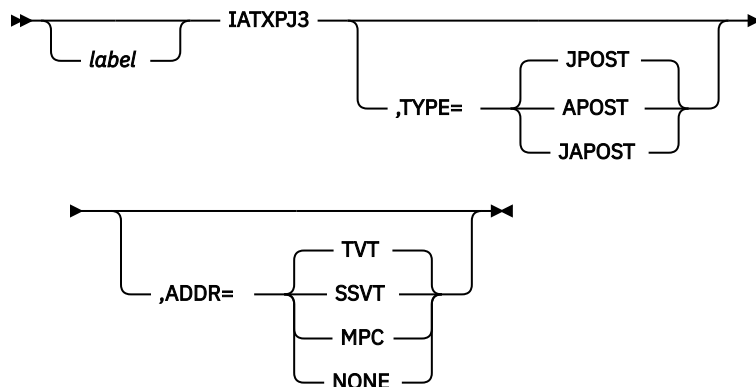 label IATXPJ3
,TYPE= JPOST
APOST
JAPOST
,ADDR= TVT
SSVT
MPC
NONE